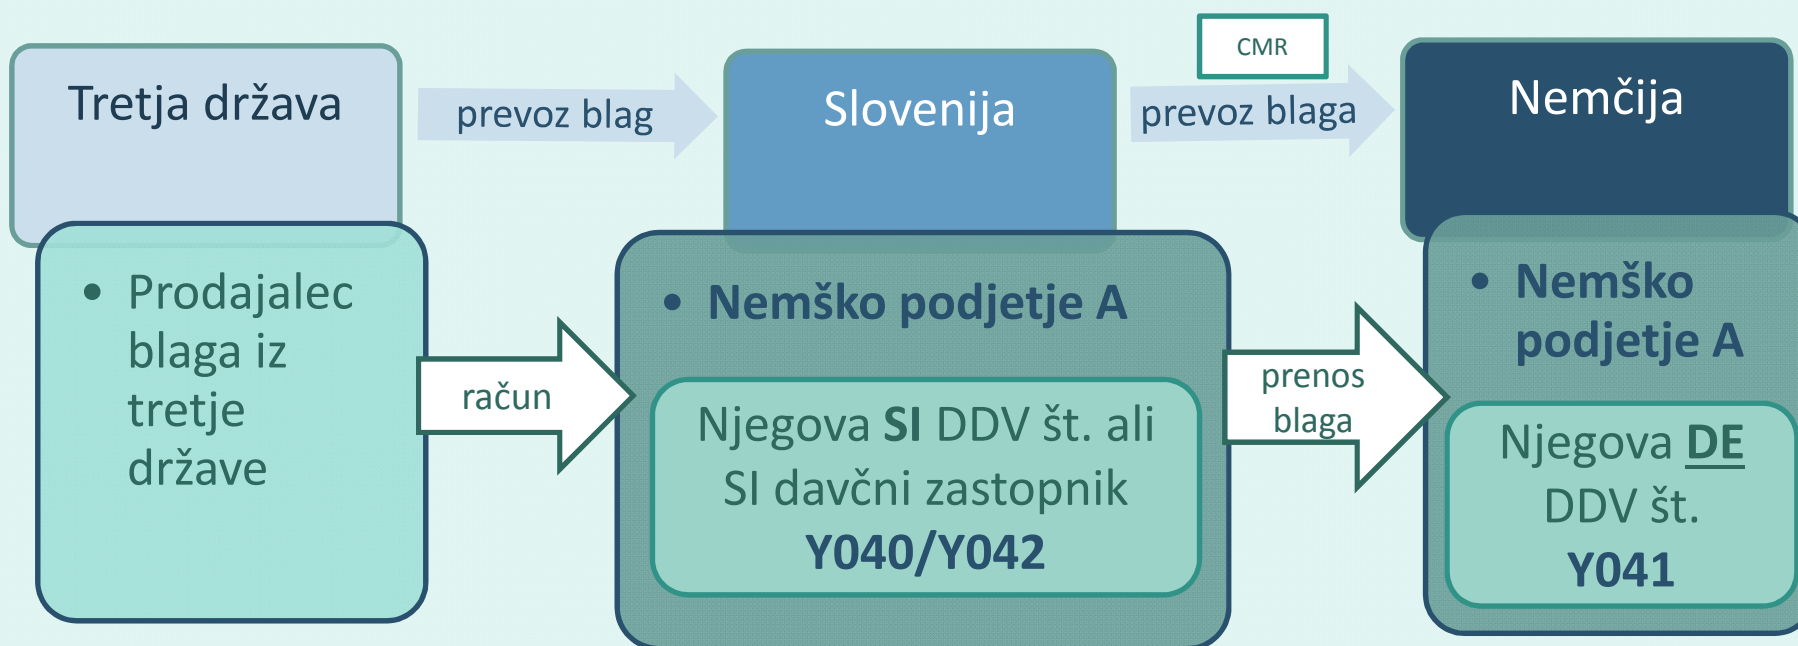 CMR
Tretja država
prevoz blag
Slovenija
prevoz blaga
Nemčija
• Prodajalec
blaga iz
tretje
države
račun
• Nemško podjetje A
Njegova SI DDV št. ali
SI davčni zastopnik
Y040/Y042
prenos
blaga
• Nemško
podjetje A
Njegova DE
DDV št.
Y041